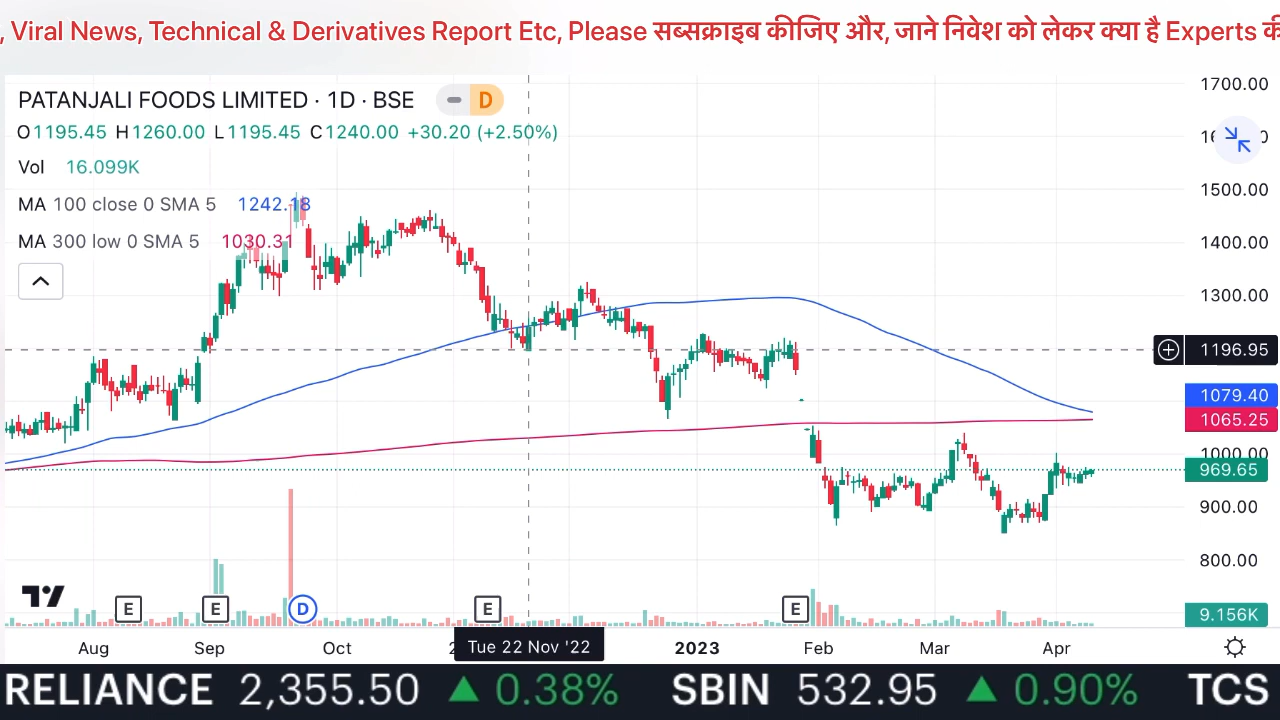 , Viral News, Technical & Derivatives Report Etc, Please सब्सक्राइब कीजिए और, जाने निवेश को लेकर क्या है Experts की
PATANJALI FOODS LIMITED · 1D · BSE D
1700.00
O1195.45 H1260.00 L1195.45 C1240.00 +30.20 (+2.50%)
Vol 16.099K
1500.00
MA 100 close 0 SMA 5 1242.18
MA 300 low 0 SMA 5 1030.31
1400.00
1300.00
1196.95
1079.40
1065.25
1000.00
969.65
900.00
800.00
E E D E E
9.156K
Aug Sep Oct Tue 22 Nov '22 2023 Feb Mar Apr
RELIANCE 2,355.50 ▲ 0.38% SBIN 532.95 ▲ 0.90% TCS